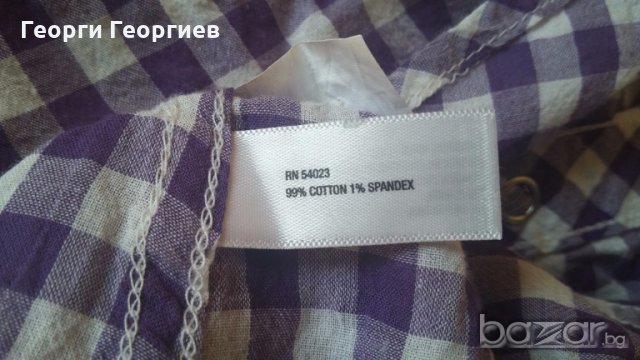 Георги Георгиев
RN 54023
99% COTTON 1% SPANDEX
bazar.bg